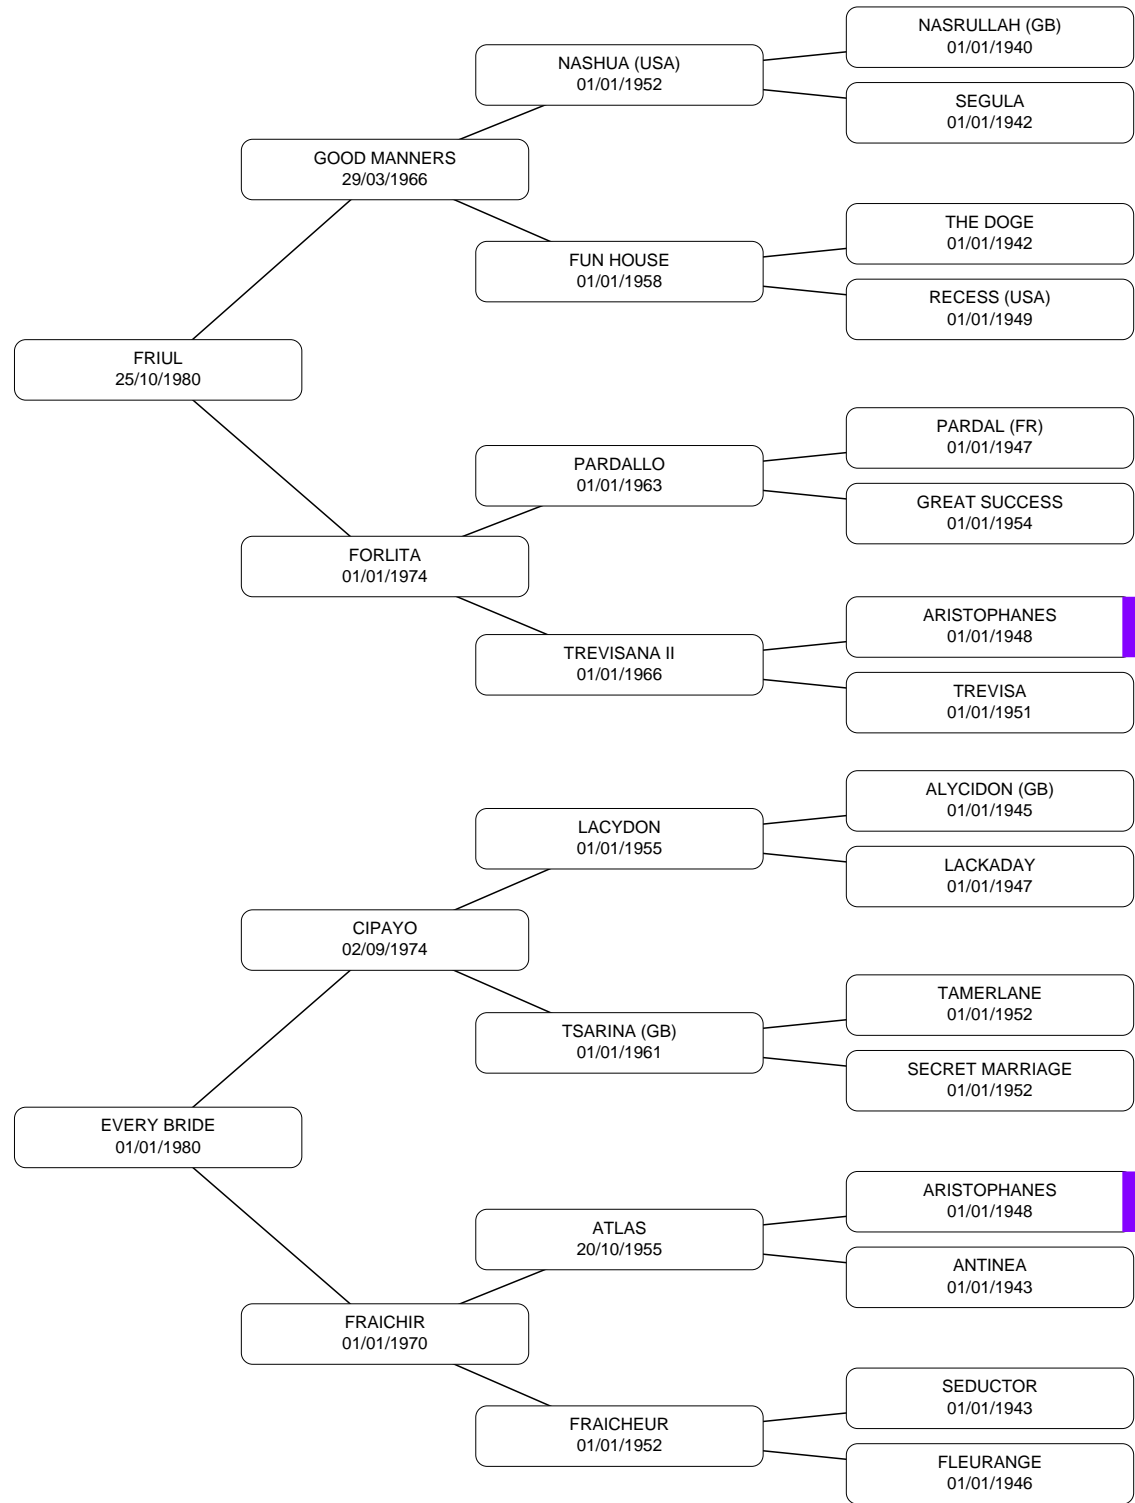 NASRULLAH (GB)
01/01/1940
NASHUA (USA)
01/01/1952
SEGULA
01/01/1942
GOOD MANNERS
29/03/1966
THE DOGE
01/01/1942
FUN HOUSE
01/01/1958
RECESS (USA)
01/01/1949
FRIUL
25/10/1980
PARDAL (FR)
01/01/1947
PARDALLO
01/01/1963
GREAT SUCCESS
01/01/1954
FORLITA
01/01/1974
ARISTOPHANES
01/01/1948
TREVISANA II
01/01/1966
TREVISA
01/01/1951
ALYCIDON (GB)
01/01/1945
LACYDON
01/01/1955
LACKADAY
01/01/1947
CIPAYO
02/09/1974
TAMERLANE
01/01/1952
TSARINA (GB)
01/01/1961
SECRET MARRIAGE
01/01/1952
EVERY BRIDE
01/01/1980
ARISTOPHANES
01/01/1948
ATLAS
20/10/1955
ANTINEA
01/01/1943
FRAICHIR
01/01/1970
SEDUCTOR
01/01/1943
FRAICHEUR
01/01/1952
FLEURANGE
01/01/1946